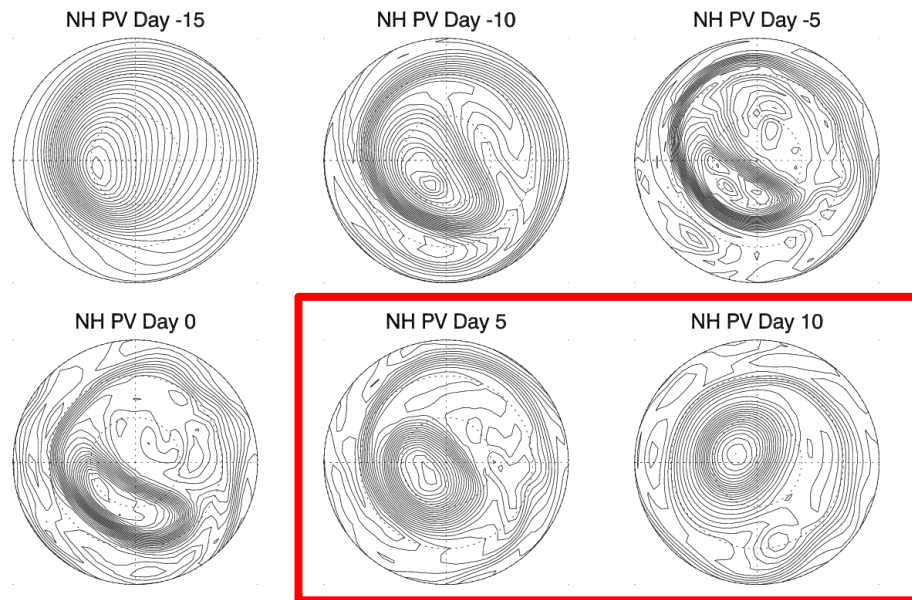 NH PV Day -15
NH PV Day -10
NH PV Day -5
NH PV Day 0
NH PV Day 5
NH PV Day 10